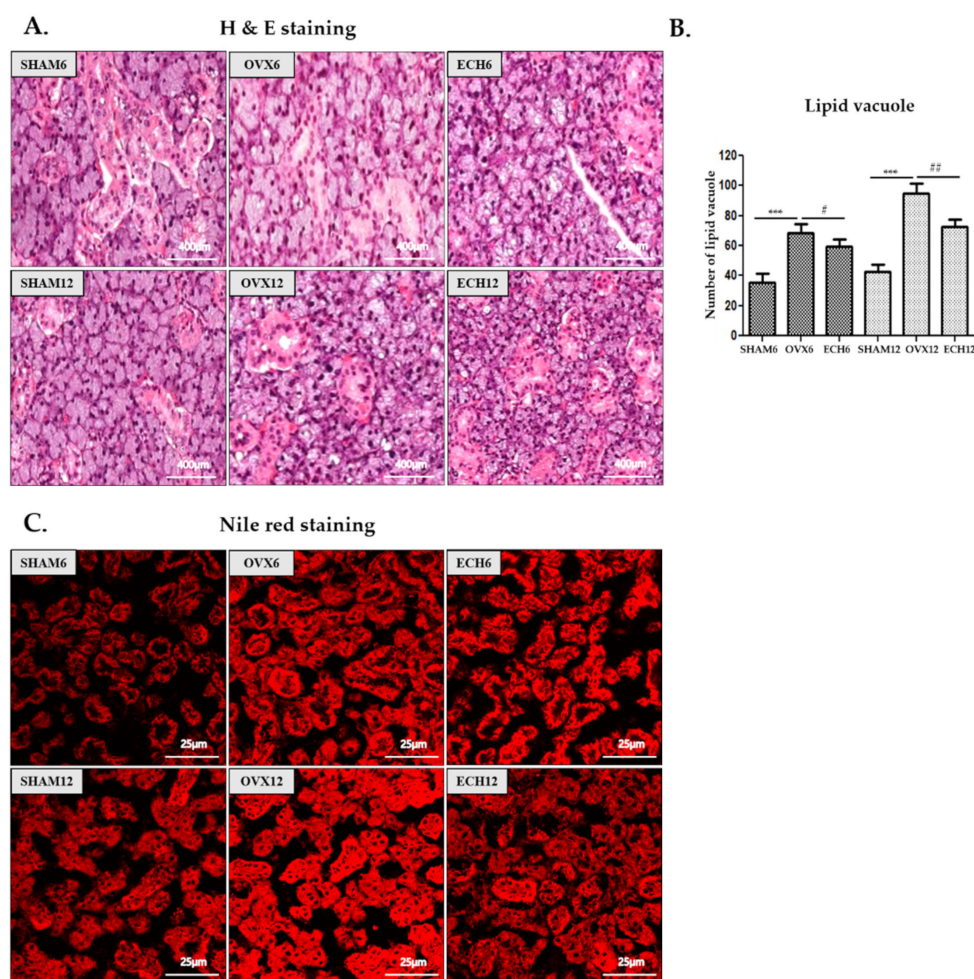 A.
H & E staining
SHAM6
OVX6
ECH6
400μm
400μm
400μm
SHAM12
OVX12
ECH12
400μm
400μm
400μm
B.
Lipid vacuole
Number of lipid vacuole
120
100
80
60
40
20
0
***
#
***
##
SHAM6
OVX6
ECH6
SHAM12
OVX12
ECH12
C.
Nile red staining
SHAM6
OVX6
ECH6
25μm
25μm
25μm
SHAM12
OVX12
ECH12
25μm
25μm
25μm